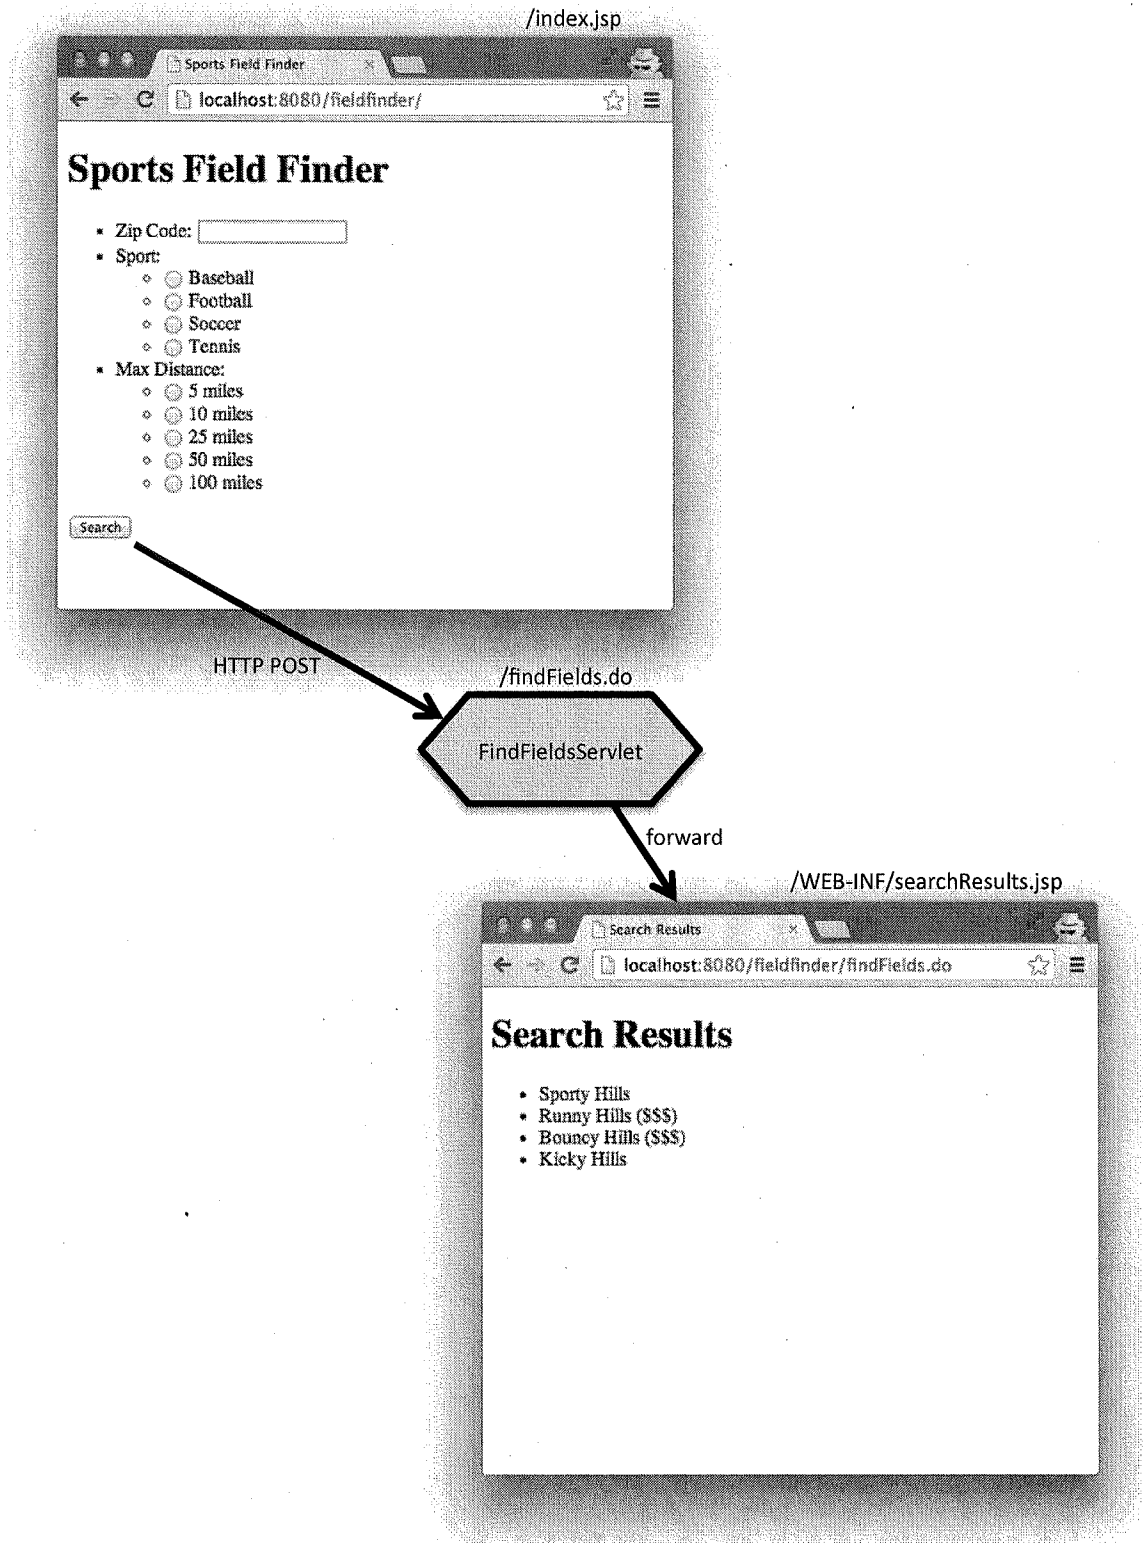 /index.jsp
Sports Field Finder
localhost:8080/fieldfinder/
Sports Field Finder
Zip Code:
Sport:
Baseball
Football
Soccer
Tennis
Max Distance:
5 miles
10 miles
25 miles
50 miles
100 miles
Search
HTTP POST
/findFields.do
FindFieldsServlet
forward
/WEB-INF/searchResults.jsp
Search Results
localhost:8080/fieldfinder/findFields.do
Search Results
Sporty Hills
Runny Hills ($$$)
Bouncy Hills ($$$)
Kicky Hills